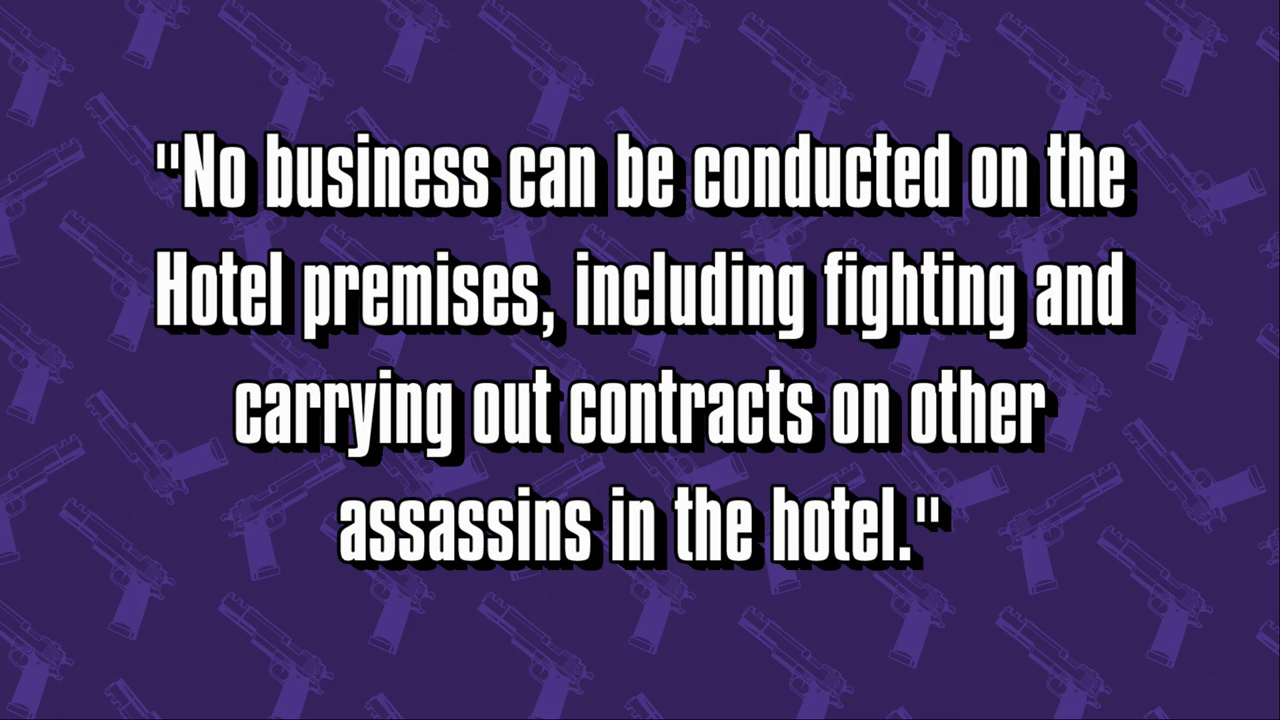 "No business can be conducted on the
Hotel premises, including fighting and
carrying out contracts on other
assassins in the hotel."